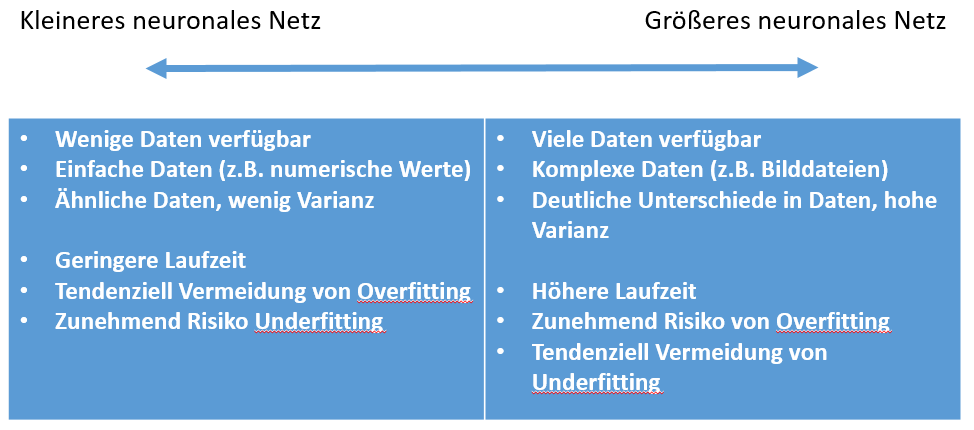 Kleineres neuronales Netz
Größeres neuronales Netz
• Wenige Daten verfügbar
• Einfache Daten (z.B. numerische Werte)
• Ähnliche Daten, wenig Varianz
• Geringere Laufzeit
• Tendenziell Vermeidung von Overfitting
• Zunehmend Risiko Underfitting
• Viele Daten verfügbar
• Komplexe Daten (z.B. Bilddateien)
• Deutliche Unterschiede in Daten, hohe
Varianz
• Höhere Laufzeit
• Zunehmend Risiko von Overfitting
• Tendenziell Vermeidung von
Underfitting